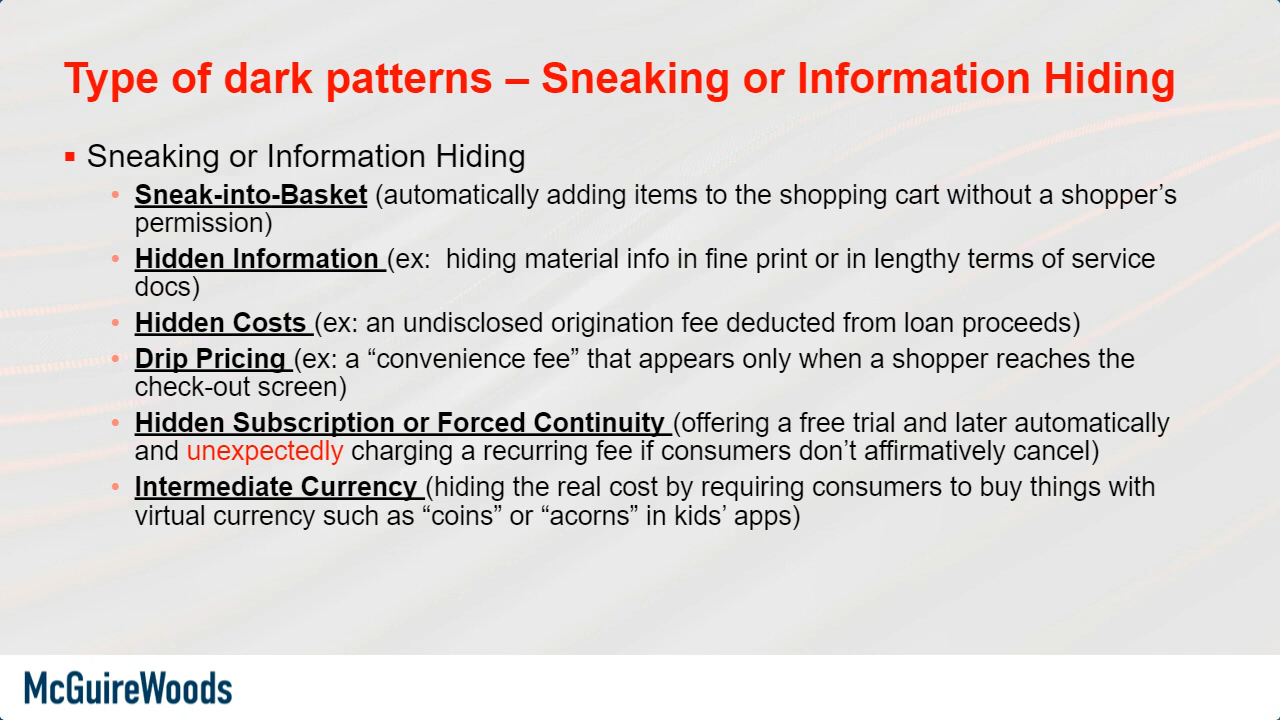 Type of dark patterns – Sneaking or Information Hiding
Sneaking or Information Hiding
Sneak-into-Basket (automatically adding items to the shopping cart without a shopper’s
permission)
Hidden Information (ex:  hiding material info in fine print or in lengthy terms of service
docs)
Hidden Costs (ex: an undisclosed origination fee deducted from loan proceeds)
Drip Pricing (ex: a “convenience fee” that appears only when a shopper reaches the
check-out screen)
Hidden Subscription or Forced Continuity (offering a free trial and later automatically
and unexpectedly charging a recurring fee if consumers don’t affirmatively cancel)
Intermediate Currency (hiding the real cost by requiring consumers to buy things with
virtual currency such as “coins” or “acorns” in kids’ apps)
McGuireWoods